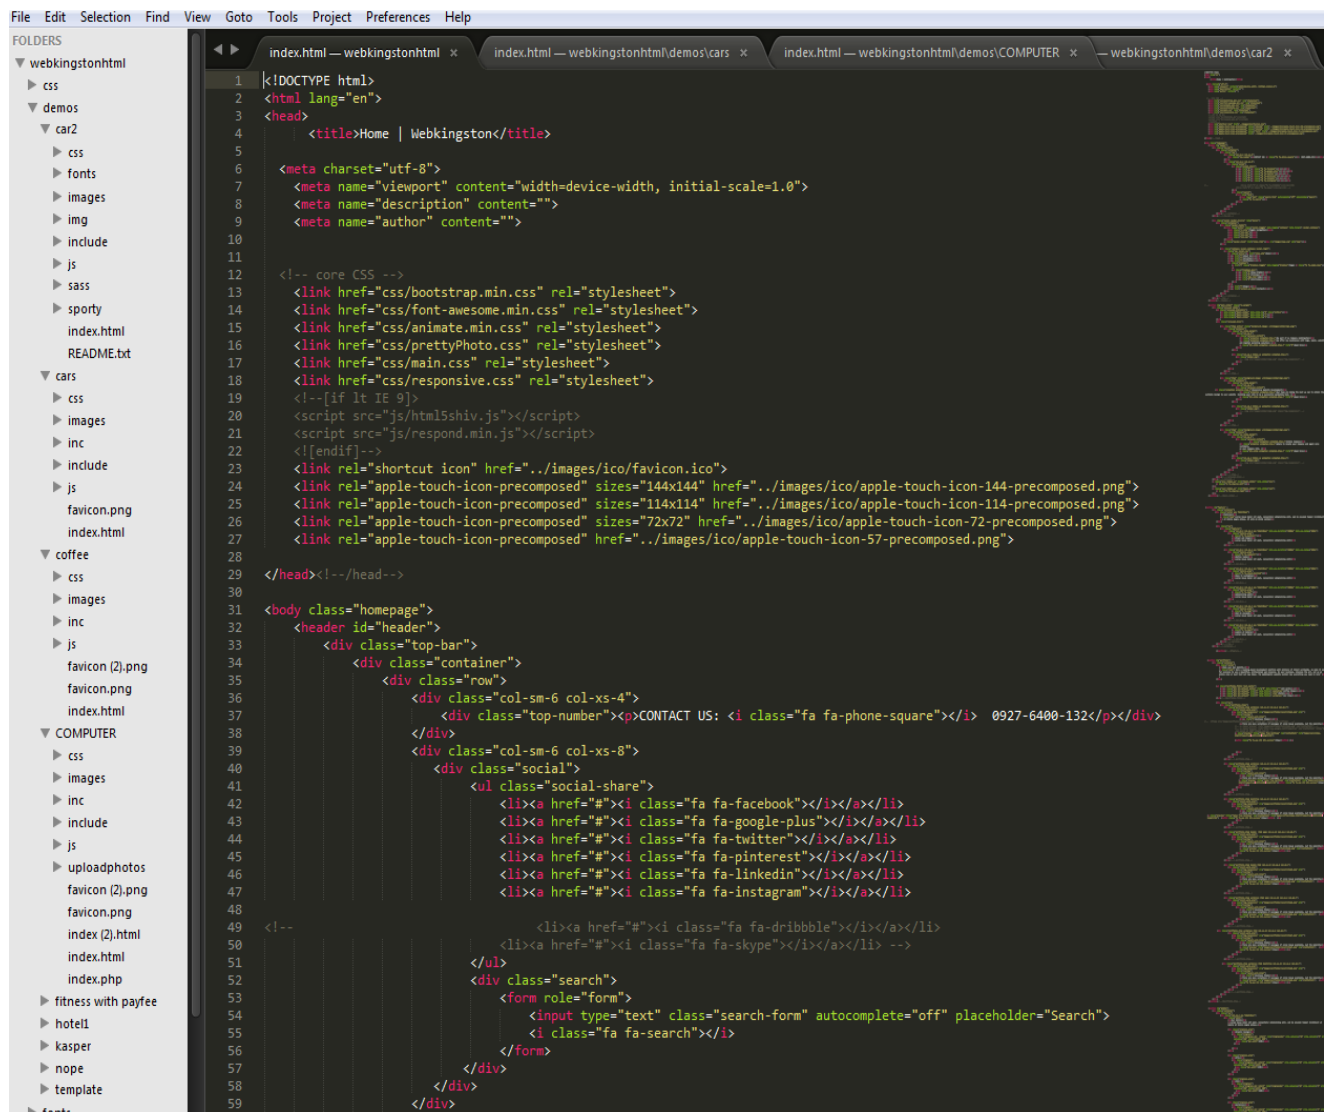 File Edit Selection Find View Goto Tools Project Preferences Help
FOLDERS
webkingstonhtml
css
demos
car2
css
fonts
images
img
include
js
sass
sporty
index.html
README.txt
cars
css
images
inc
include
js
favicon.png
index.html
coffee
css
images
inc
js
favicon (2).png
favicon.png
index.html
COMPUTER
css
images
inc
include
js
uploadphotos
favicon (2).png
favicon.png
index (2).html
index.html
index.php
fitness with payfee
hotel1
kasper
nope
template
fonts
index.html — webkingstonhtml × index.html — webkingstonhtml\demos\cars × index.html — webkingstonhtml\demos\COMPUTER × — webkingstonhtml\demos\car2 ×
1 <!DOCTYPE html>
2 <html lang="en">
3 <head>
4 <title>Home | Webkingston</title>
5
6 <meta charset="utf-8">
7 <meta name="viewport" content="width=device-width, initial-scale=1.0">
8 <meta name="description" content="">
9 <meta name="author" content="">
10
11
12 <!-- core CSS -->
13 <link href="css/bootstrap.min.css" rel="stylesheet">
14 <link href="css/font-awesome.min.css" rel="stylesheet">
15 <link href="css/animate.min.css" rel="stylesheet">
16 <link href="css/prettyPhoto.css" rel="stylesheet">
17 <link href="css/main.css" rel="stylesheet">
18 <link href="css/responsive.css" rel="stylesheet">
19 <!--[if lt IE 9]>
20 <script src="js/html5shiv.js"></script>
21 <script src="js/respond.min.js"></script>
22 <![endif]-->
23 <link rel="shortcut icon" href="../images/ico/favicon.ico">
24 <link rel="apple-touch-icon-precomposed" sizes="144x144" href="../images/ico/apple-touch-icon-144-precomposed.png">
25 <link rel="apple-touch-icon-precomposed" sizes="114x114" href="../images/ico/apple-touch-icon-114-precomposed.png">
26 <link rel="apple-touch-icon-precomposed" sizes="72x72" href="../images/ico/apple-touch-icon-72-precomposed.png">
27 <link rel="apple-touch-icon-precomposed" href="../images/ico/apple-touch-icon-57-precomposed.png">
28
29 </head><!--/head-->
30
31 <body class="homepage">
32 <header id="header">
33 <div class="top-bar">
34 <div class="container">
35 <div class="row">
36 <div class="col-sm-6 col-xs-4">
37 <div class="top-number"><p>CONTACT US: <i class="fa fa-phone-square"></i> 0927-6400-132</p></div>
38 </div>
39 <div class="col-sm-6 col-xs-8">
40 <div class="social">
41 <ul class="social-share">
42 <li><a href="#"><i class="fa fa-facebook"></i></a></li>
43 <li><a href="#"><i class="fa fa-google-plus"></i></a></li>
44 <li><a href="#"><i class="fa fa-twitter"></i></a></li>
45 <li><a href="#"><i class="fa fa-pinterest"></i></a></li>
46 <li><a href="#"><i class="fa fa-linkedin"></i></a></li>
47 <li><a href="#"><i class="fa fa-instagram"></i></a></li>
48
49 <!-- <li><a href="#"><i class="fa fa-dribbble"></i></a></li>
50 <li><a href="#"><i class="fa fa-skype"></i></a></li> -->
51 </ul>
52 <div class="search">
53 <form role="form">
54 <input type="text" class="search-form" autocomplete="off" placeholder="Search">
55 <i class="fa fa-search"></i>
56 </form>
57 </div>
58 </div>
59 </div>